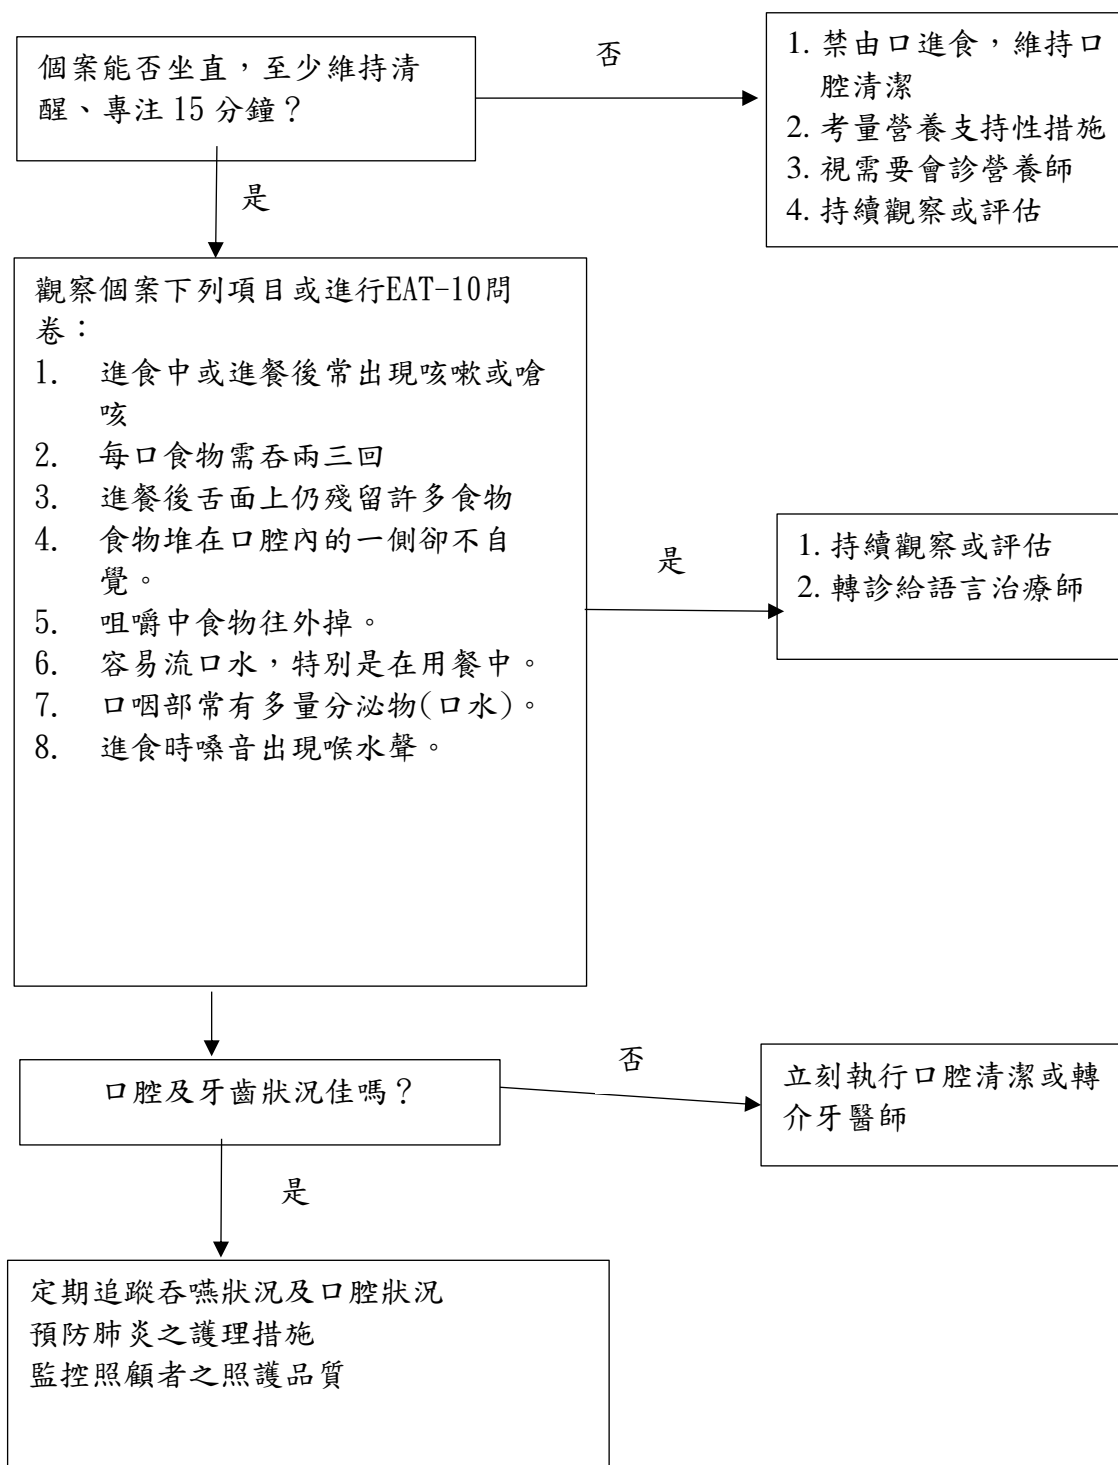 個案能否坐直，至少維持清
醒、專注 15 分鐘？
否
1. 禁由口進食，維持口
腔清潔
2. 考量營養支持性措施
3. 視需要會診營養師
4. 持續觀察或評估
是
觀察個案下列項目或進行EAT-10問
卷：
1. 進食中或進餐後常出現咳嗽或嗆
咳
2. 每口食物需吞兩三回
3. 進餐後舌面上仍殘留許多食物
4. 食物堆在口腔內的一側卻不自
覺。
5. 咀嚼中食物往外掉。
6. 容易流口水，特別是在用餐中。
7. 口咽部常有多量分泌物(口水)。
8. 進食時嗓音出現喉水聲。
是
1. 持續觀察或評估
2. 轉診給語言治療師
口腔及牙齒狀況佳嗎？
否
立刻執行口腔清潔或轉
介牙醫師
是
定期追蹤吞嚥狀況及口腔狀況
預防肺炎之護理措施
監控照顧者之照護品質